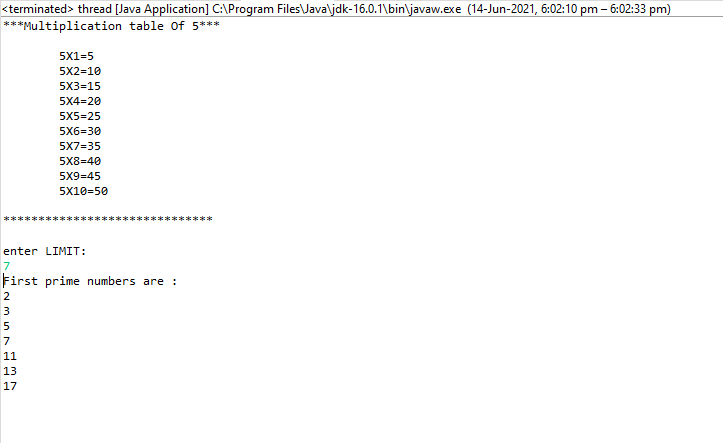 <terminated> thread [Java Application] C:\Program Files\Java\jdk-16.0.1\bin\javaw.exe (14-Jun-2021, 6:02:10 pm – 6:02:33 pm)
***Multiplication table Of 5***
5X1=5
5X2=10
5X3=15
5X4=20
5X5=25
5X6=30
5X7=35
5X8=40
5X9=45
5X10=50
******************************
enter LIMIT:
7
First prime numbers are :
2
3
5
7
11
13
17